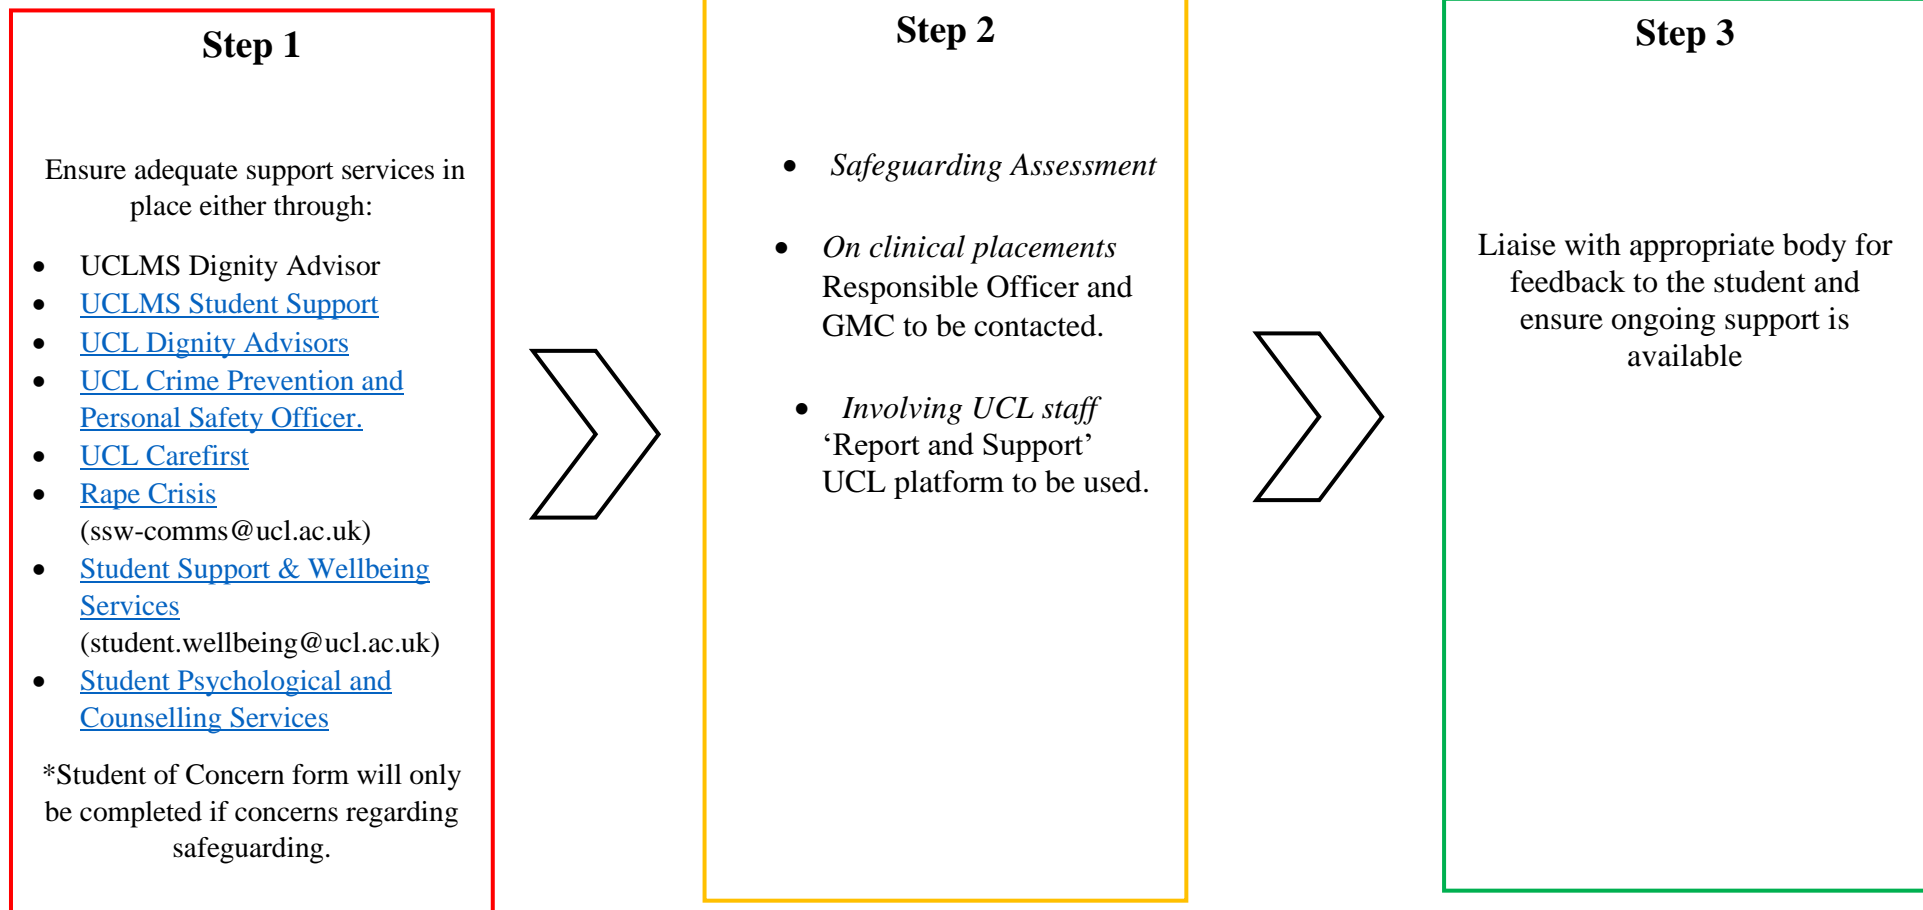 Step 1
Ensure adequate support services in
place either through:
• UCLMS Dignity Advisor
• UCLMS Student Support
• UCL Dignity Advisors
• UCL Crime Prevention and
Personal Safety Officer.
• UCL Carefirst
• Rape Crisis
(ssw-comms@ucl.ac.uk)
• Student Support & Wellbeing
Services
(student.wellbeing@ucl.ac.uk)
• Student Psychological and
Counselling Services
*Student of Concern form will only
be completed if concerns regarding
safeguarding.
Step 2
• Safeguarding Assessment
• On clinical placements
Responsible Officer and
GMC to be contacted.
• Involving UCL staff
‘Report and Support’
UCL platform to be used.
Step 3
Liaise with appropriate body for
feedback to the student and
ensure ongoing support is
available